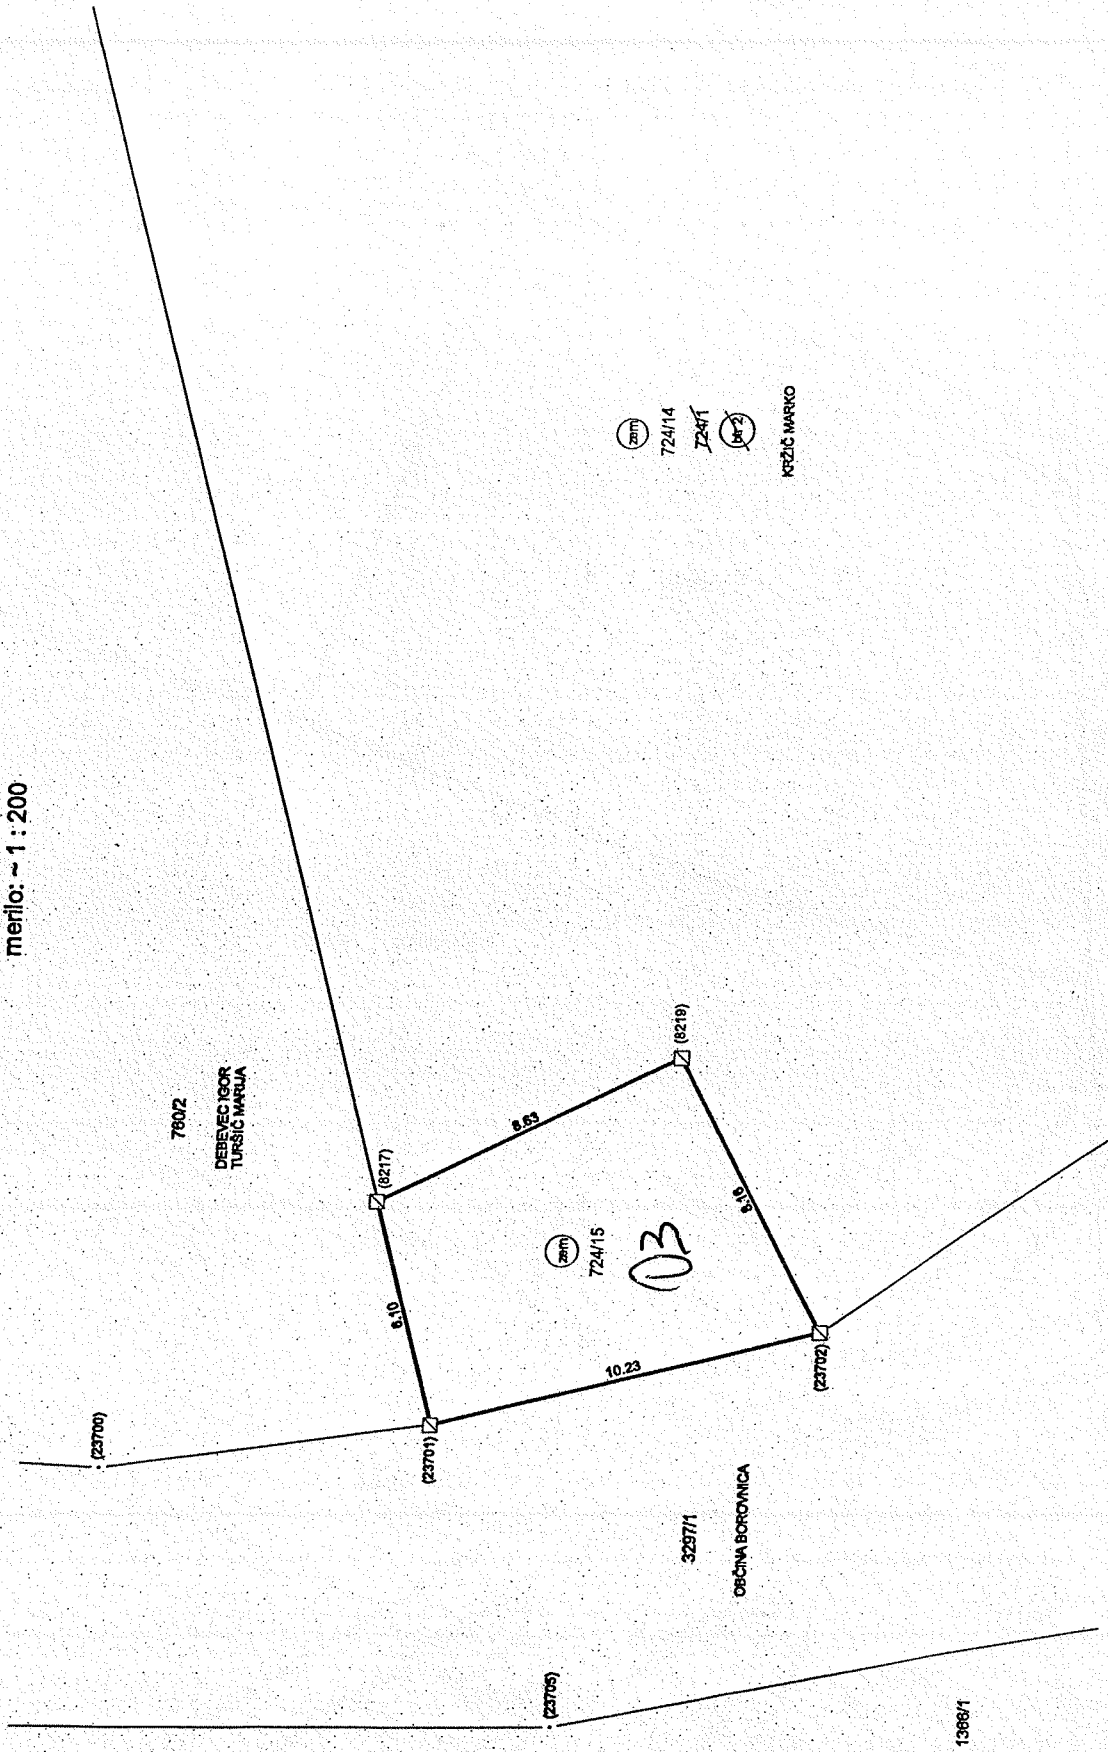 merilo: ~ 1 : 200
760/2
DEBEVEC IGOR
TURŠIČ MARIJA
zem
724/14
724/1
KRŽIČ MARKO
(8217)
(8219)
8.63
6.10
8.16
10.23
zem
724/15
03
(23700)
(23701)
(23702)
3297/1
OBČINA BOROVNICA
(23705)
1366/1